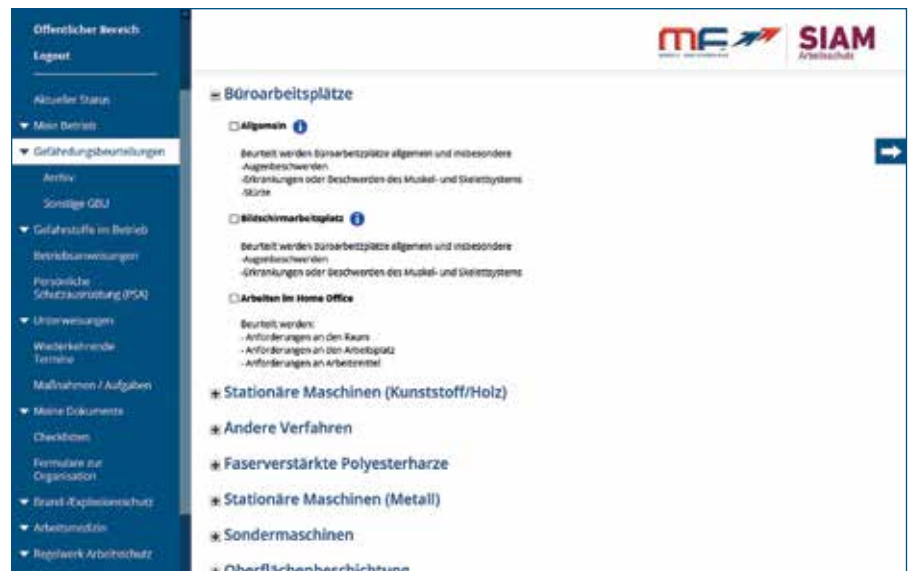 Öffentlicher Bereich
Logout
Aktueller Status
Mein Betrieb
Gefährdungsbeurteilungen
Archiv
Sonstige GBU
Gefahrstoffe im Betrieb
Betriebsanweisungen
Persönliche
Schutzausrüstung (PSA)
Unterweisungen
Wiederkehrende
Termine
Maßnahmen / Aufgaben
Meine Dokumente
Checklisten
Formulare zur
Organisation
Brand-/Explosionsschutz
Arbeitsmedizin
Regelwerk Arbeitsschutz
mF
SIAM
Arbeitsschutz
Büroarbeitsplätze
Allgemein
Beurteilt werden Büroarbeitsplätze allgemein und insbesondere
-Augenbeschwerden
-Erkrankungen oder Beschwerden des Muskel- und Skelettsystems
-Stürze
Bildschirmarbeitsplatz
Beurteilt werden Büroarbeitsplätze allgemein und insbesondere
-Augenbeschwerden
-Erkrankungen oder Beschwerden des Muskel- und Skelettsystems
Arbeiten im Home Office
Beurteilt werden:
- Anforderungen an den Raum
- Anforderungen an den Arbeitsplatz
- Anforderungen an Arbeitsmittel
Stationäre Maschinen (Kunststoff/Holz)
Andere Verfahren
Faserverstärkte Polyesterharze
Stationäre Maschinen (Metall)
Sondermaschinen
Oberflächenbeschichtung